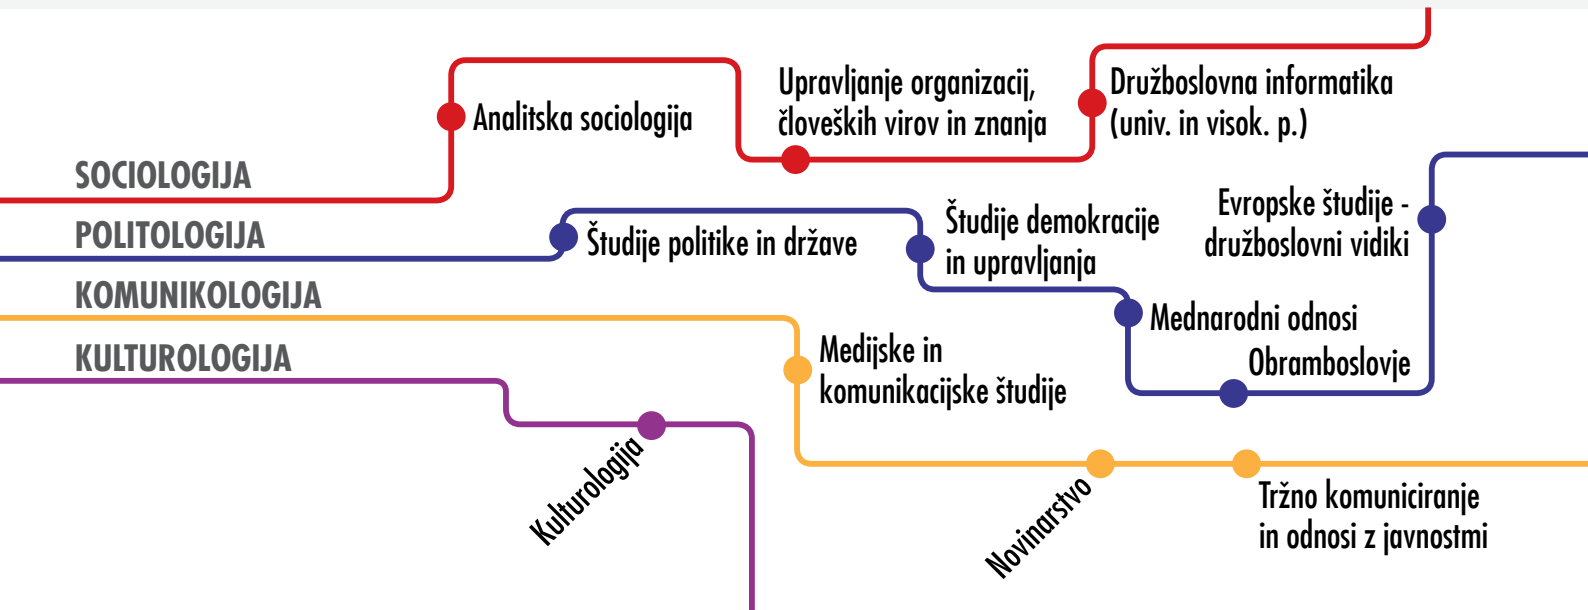 SOCIOLOGIJA
Analitska sociologija
Upravljanje organizacij,
človeških virov in znanja
Družboslovna informatika
(univ. in visok. p.)
POLITOLOGIJA
Študije politike in države
Študije demokracije
in upravljanja
Mednarodni odnosi
Obramboslovje
Evropske študije -
družboslovni vidiki
KOMUNIKOLOGIJA
Medijske in
komunikacijske študije
Novinarstvo
Tržno komuniciranje
in odnosi z javnostmi
KULTUROLOGIJA
Kulturologija